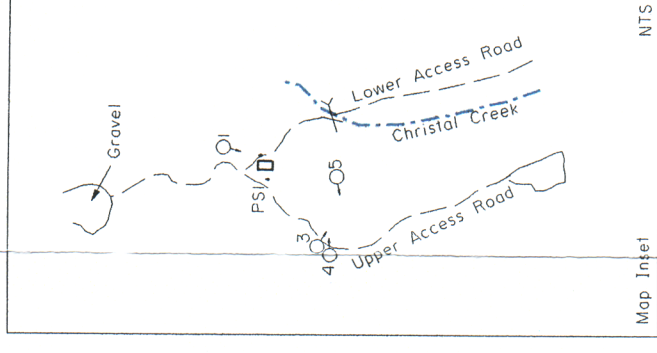 NTS
Lower Access Road
Gravel
Christal Creek
1
PSI.
5
3
4
Upper Access Road
Map Inset